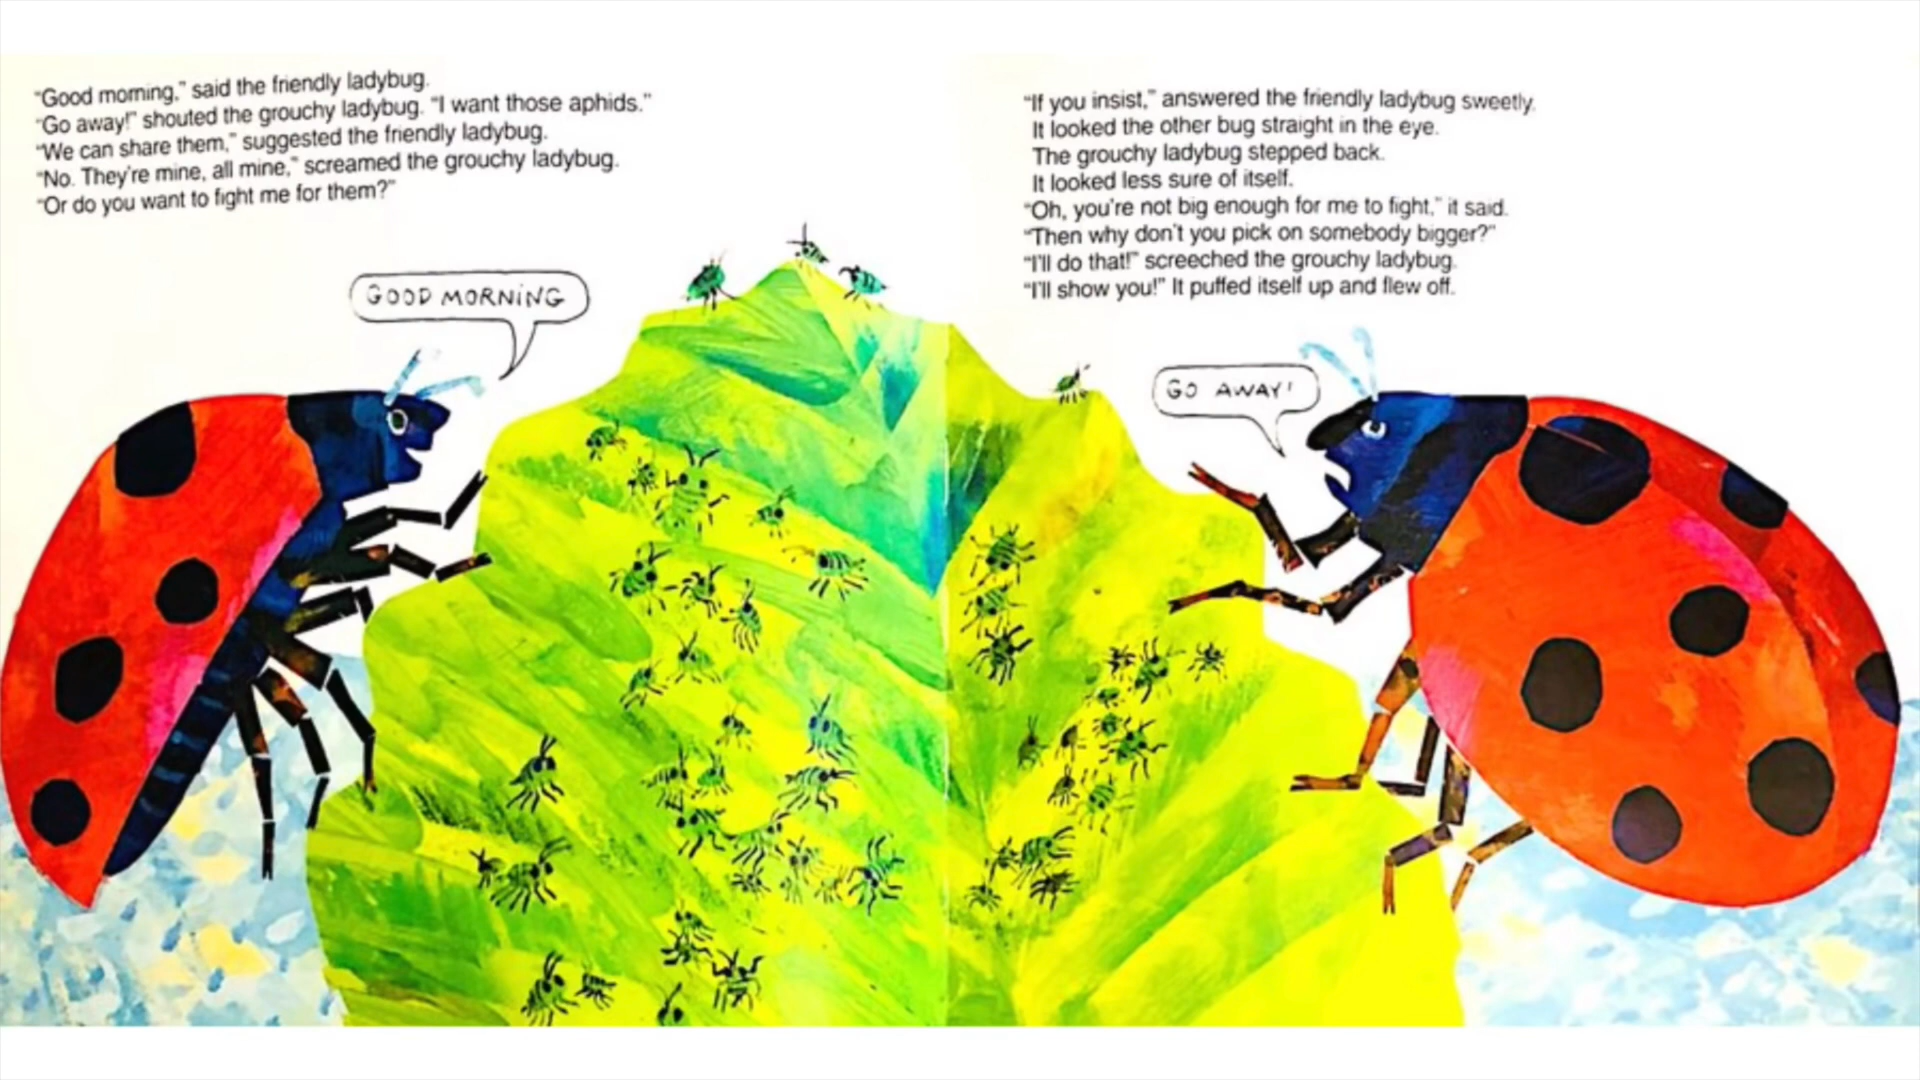 "Good morning," said the friendly ladybug.
"Go away!" shouted the grouchy ladybug. "I want those aphids."
"We can share them," suggested the friendly ladybug.
"No. They're mine, all mine," screamed the grouchy ladybug.
"Or do you want to fight me for them?"
GOOD MORNING
"If you insist," answered the friendly ladybug sweetly.
It looked the other bug straight in the eye.
The grouchy ladybug stepped back.
It looked less sure of itself.
"Oh, you're not big enough for me to fight," it said.
"Then why don't you pick on somebody bigger?"
"I'll do that!" screeched the grouchy ladybug.
"I'll show you!" It puffed itself up and flew off.
GO AWAY!